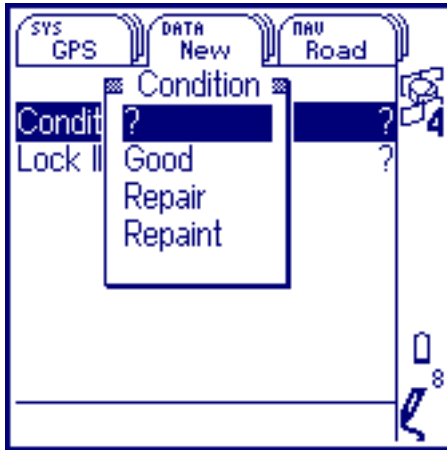 SYS DATA NAV
GPS New Road
Condition
Condit ? ?
4
Lock I Good ?
Repair
Repaint
8